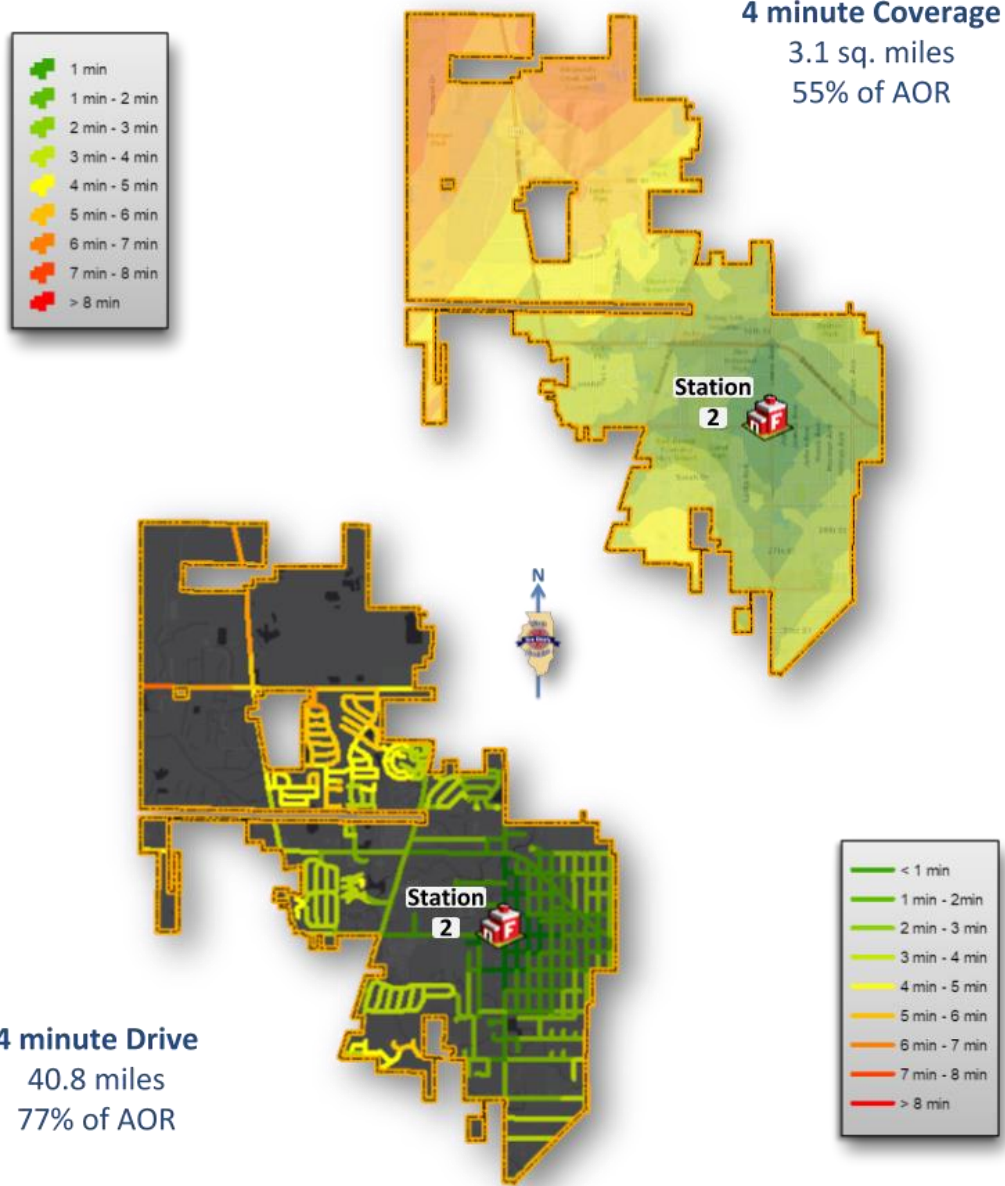 4 minute Coverage
3.1 sq. miles
55% of AOR
1 min
1 min - 2 min
2 min - 3 min
3 min - 4 min
4 min - 5 min
5 min - 6 min
6 min - 7 min
7 min - 8 min
> 8 min
Station
2
N
Station
2
4 minute Drive
40.8 miles
77% of AOR
< 1 min
1 min - 2min
2 min - 3 min
3 min - 4 min
4 min - 5 min
5 min - 6 min
6 min - 7 min
7 min - 8 min
> 8 min